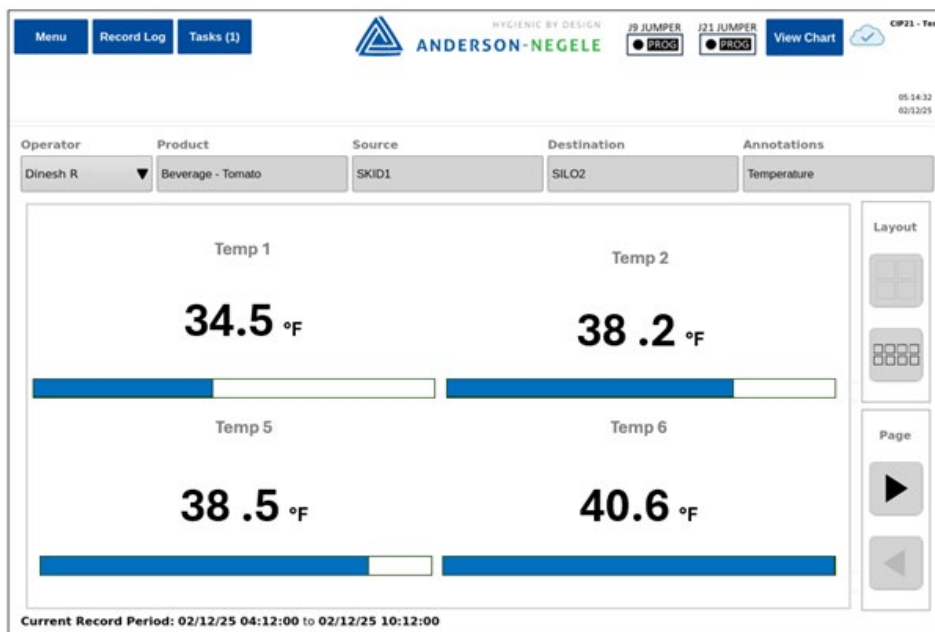 Menu
Record Log
Tasks (1)
HYGIENIC BY DESIGN
ANDERSON-NEGELE
J9 JUMPER
PROG
J21 JUMPER
PROG
View Chart
CIP21 - Tes
05:14:32
02/12/25
Operator
Product
Source
Destination
Annotations
Dinesh R
Beverage - Tomato
SKID1
SILO2
Temperature
Temp 1
34.5 °F
Temp 2
38 .2 °F
Temp 5
38 .5 °F
Temp 6
40.6 °F
Layout
Page
Current Record Period: 02/12/25 04:12:00 to 02/12/25 10:12:00